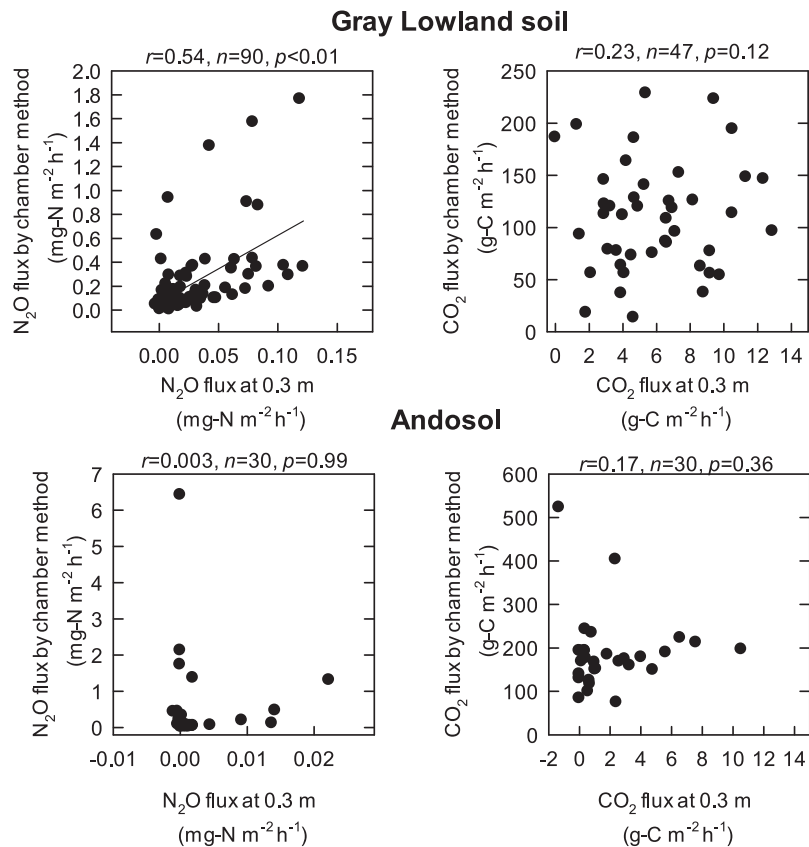 Gray Lowland soil
r=0.54, n=90, p<0.01
N₂O flux by chamber method
(mg-N m⁻² h⁻¹)
2.0
1.8
1.6
1.4
1.2
1.0
0.8
0.6
0.4
0.2
0.0
0.00 0.05 0.10 0.15
N₂O flux at 0.3 m
(mg-N m⁻² h⁻¹)
r=0.23, n=47, p=0.12
CO₂ flux by chamber method
(g-C m⁻² h⁻¹)
250
200
150
100
50
0
0 2 4 6 8 10 12 14
CO₂ flux at 0.3 m
(g-C m⁻² h⁻¹)
Andosol
r=0.003, n=30, p=0.99
N₂O flux by chamber method
(mg-N m⁻² h⁻¹)
7
6
5
4
3
2
1
0
-0.01 0.00 0.01 0.02
N₂O flux at 0.3 m
(mg-N m⁻² h⁻¹)
r=0.17, n=30, p=0.36
CO₂ flux by chamber method
(g-C m⁻² h⁻¹)
600
500
400
300
200
100
0
-2 0 2 4 6 8 10 12 14
CO₂ flux at 0.3 m
(g-C m⁻² h⁻¹)